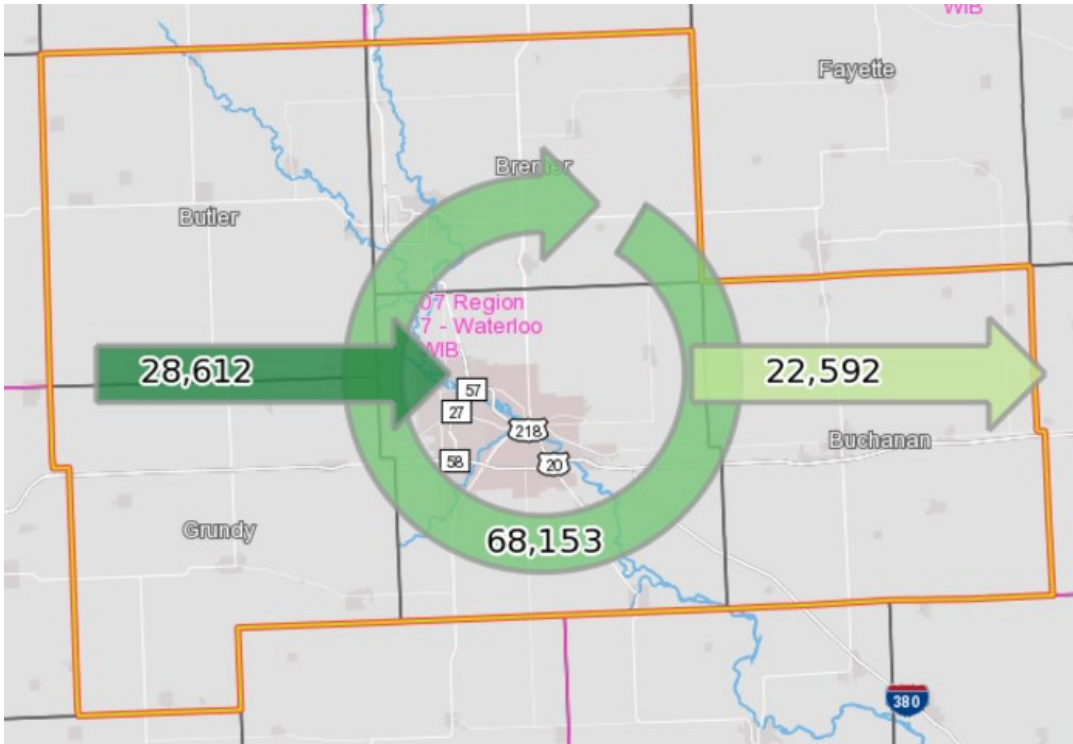 WIB
Fayette
Bremer
Butler
07 Region
7 - Waterloo
WIB
28,612
22,592
57
27
218
Buchanan
58
20
Grundy
68,153
380